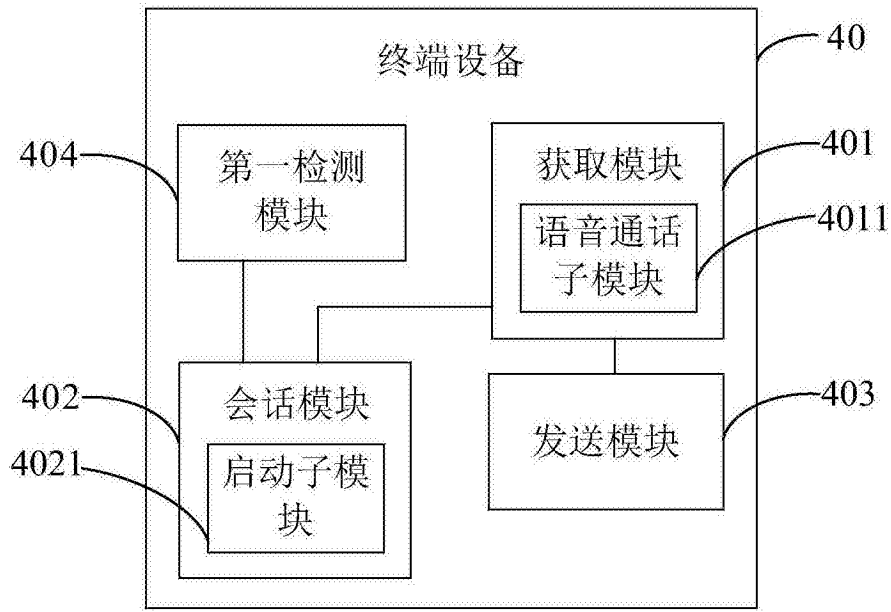 终端设备
40
404
第一检测
模块
获取模块
401
语音通话
子模块
4011
402
会话模块
4021
启动子模
块
发送模块
403